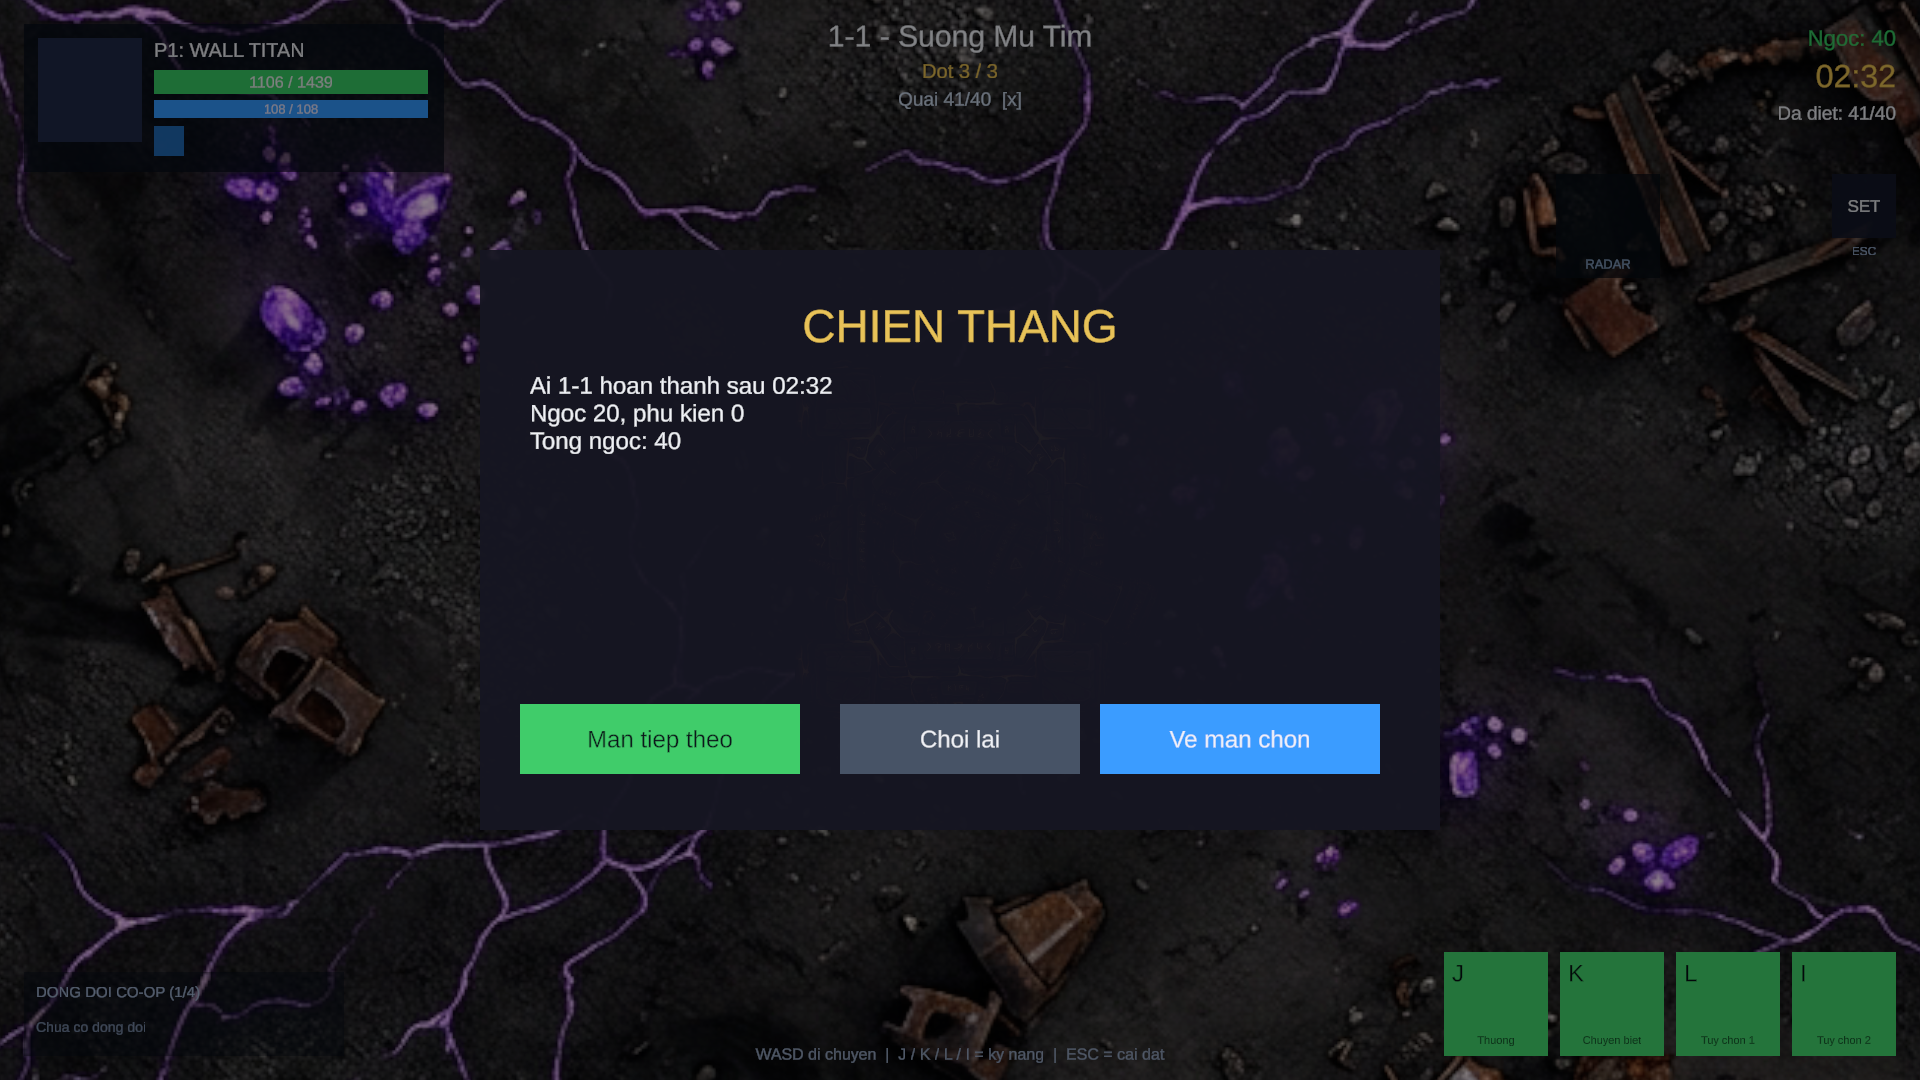 P1: WALL TITAN
1106 / 1439
108 / 108
1-1 - Suong Mu Tim
Dot 3 / 3
Quai 41/40 [x]
Ngoc: 40
02:32
Da diet: 41/40
SET
ESC
RADAR
CHIEN THANG
Ai 1-1 hoan thanh sau 02:32
Ngoc 20, phu kien 0
Tong ngoc: 40
Man tiep theo
Choi lai
Ve man chon
DONG DOI CO-OP (1/4)
Chua co dong doi
WASD di chuyen | J / K / L / I = ky nang | ESC = cai dat
J
Thuong
K
Chuyen biet
L
Tuy chon 1
I
Tuy chon 2